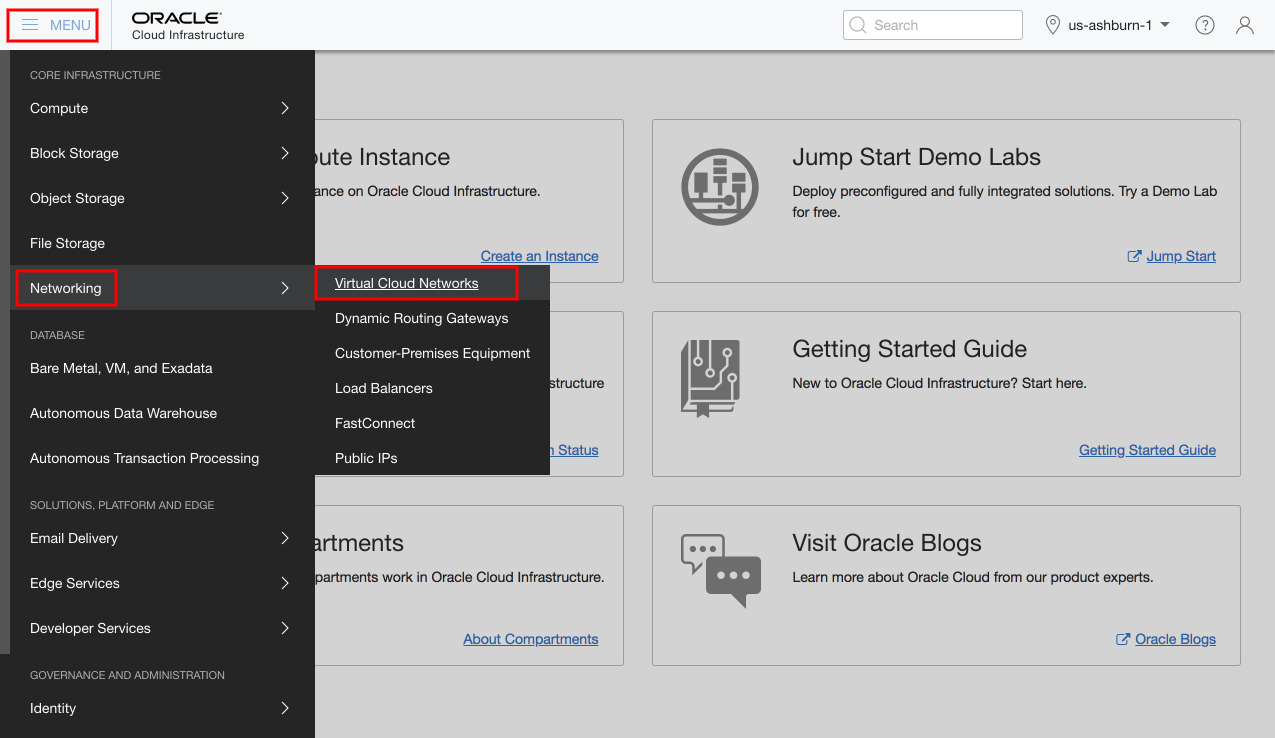 MENU
ORACLE
Cloud Infrastructure
Search
us-ashburn-1
CORE INFRASTRUCTURE
Compute
Block Storage
Object Storage
File Storage
Networking
DATABASE
Bare Metal, VM, and Exadata
Autonomous Data Warehouse
Autonomous Transaction Processing
SOLUTIONS, PLATFORM AND EDGE
Email Delivery
Edge Services
Developer Services
GOVERNANCE AND ADMINISTRATION
Identity
Virtual Cloud Networks
Dynamic Routing Gateways
Customer-Premises Equipment
Load Balancers
FastConnect
Public IPs
oute Instance
ance on Oracle Cloud Infrastructure.
Create an Instance
Jump Start Demo Labs
Deploy preconfigured and fully integrated solutions. Try a Demo Lab
for free.
Jump Start
structure
Status
Getting Started Guide
New to Oracle Cloud Infrastructure? Start here.
Getting Started Guide
artments
partments work in Oracle Cloud Infrastructure.
About Compartments
Visit Oracle Blogs
Learn more about Oracle Cloud from our product experts.
Oracle Blogs